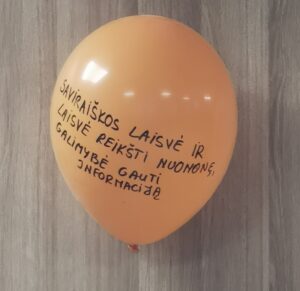 SAVIRAIŠKOS LAISVĖ IR
LAISVĖ REIKŠTI NUOMONĘ,
GALIMYBĖ GAUTI
INFORMACIJĄ